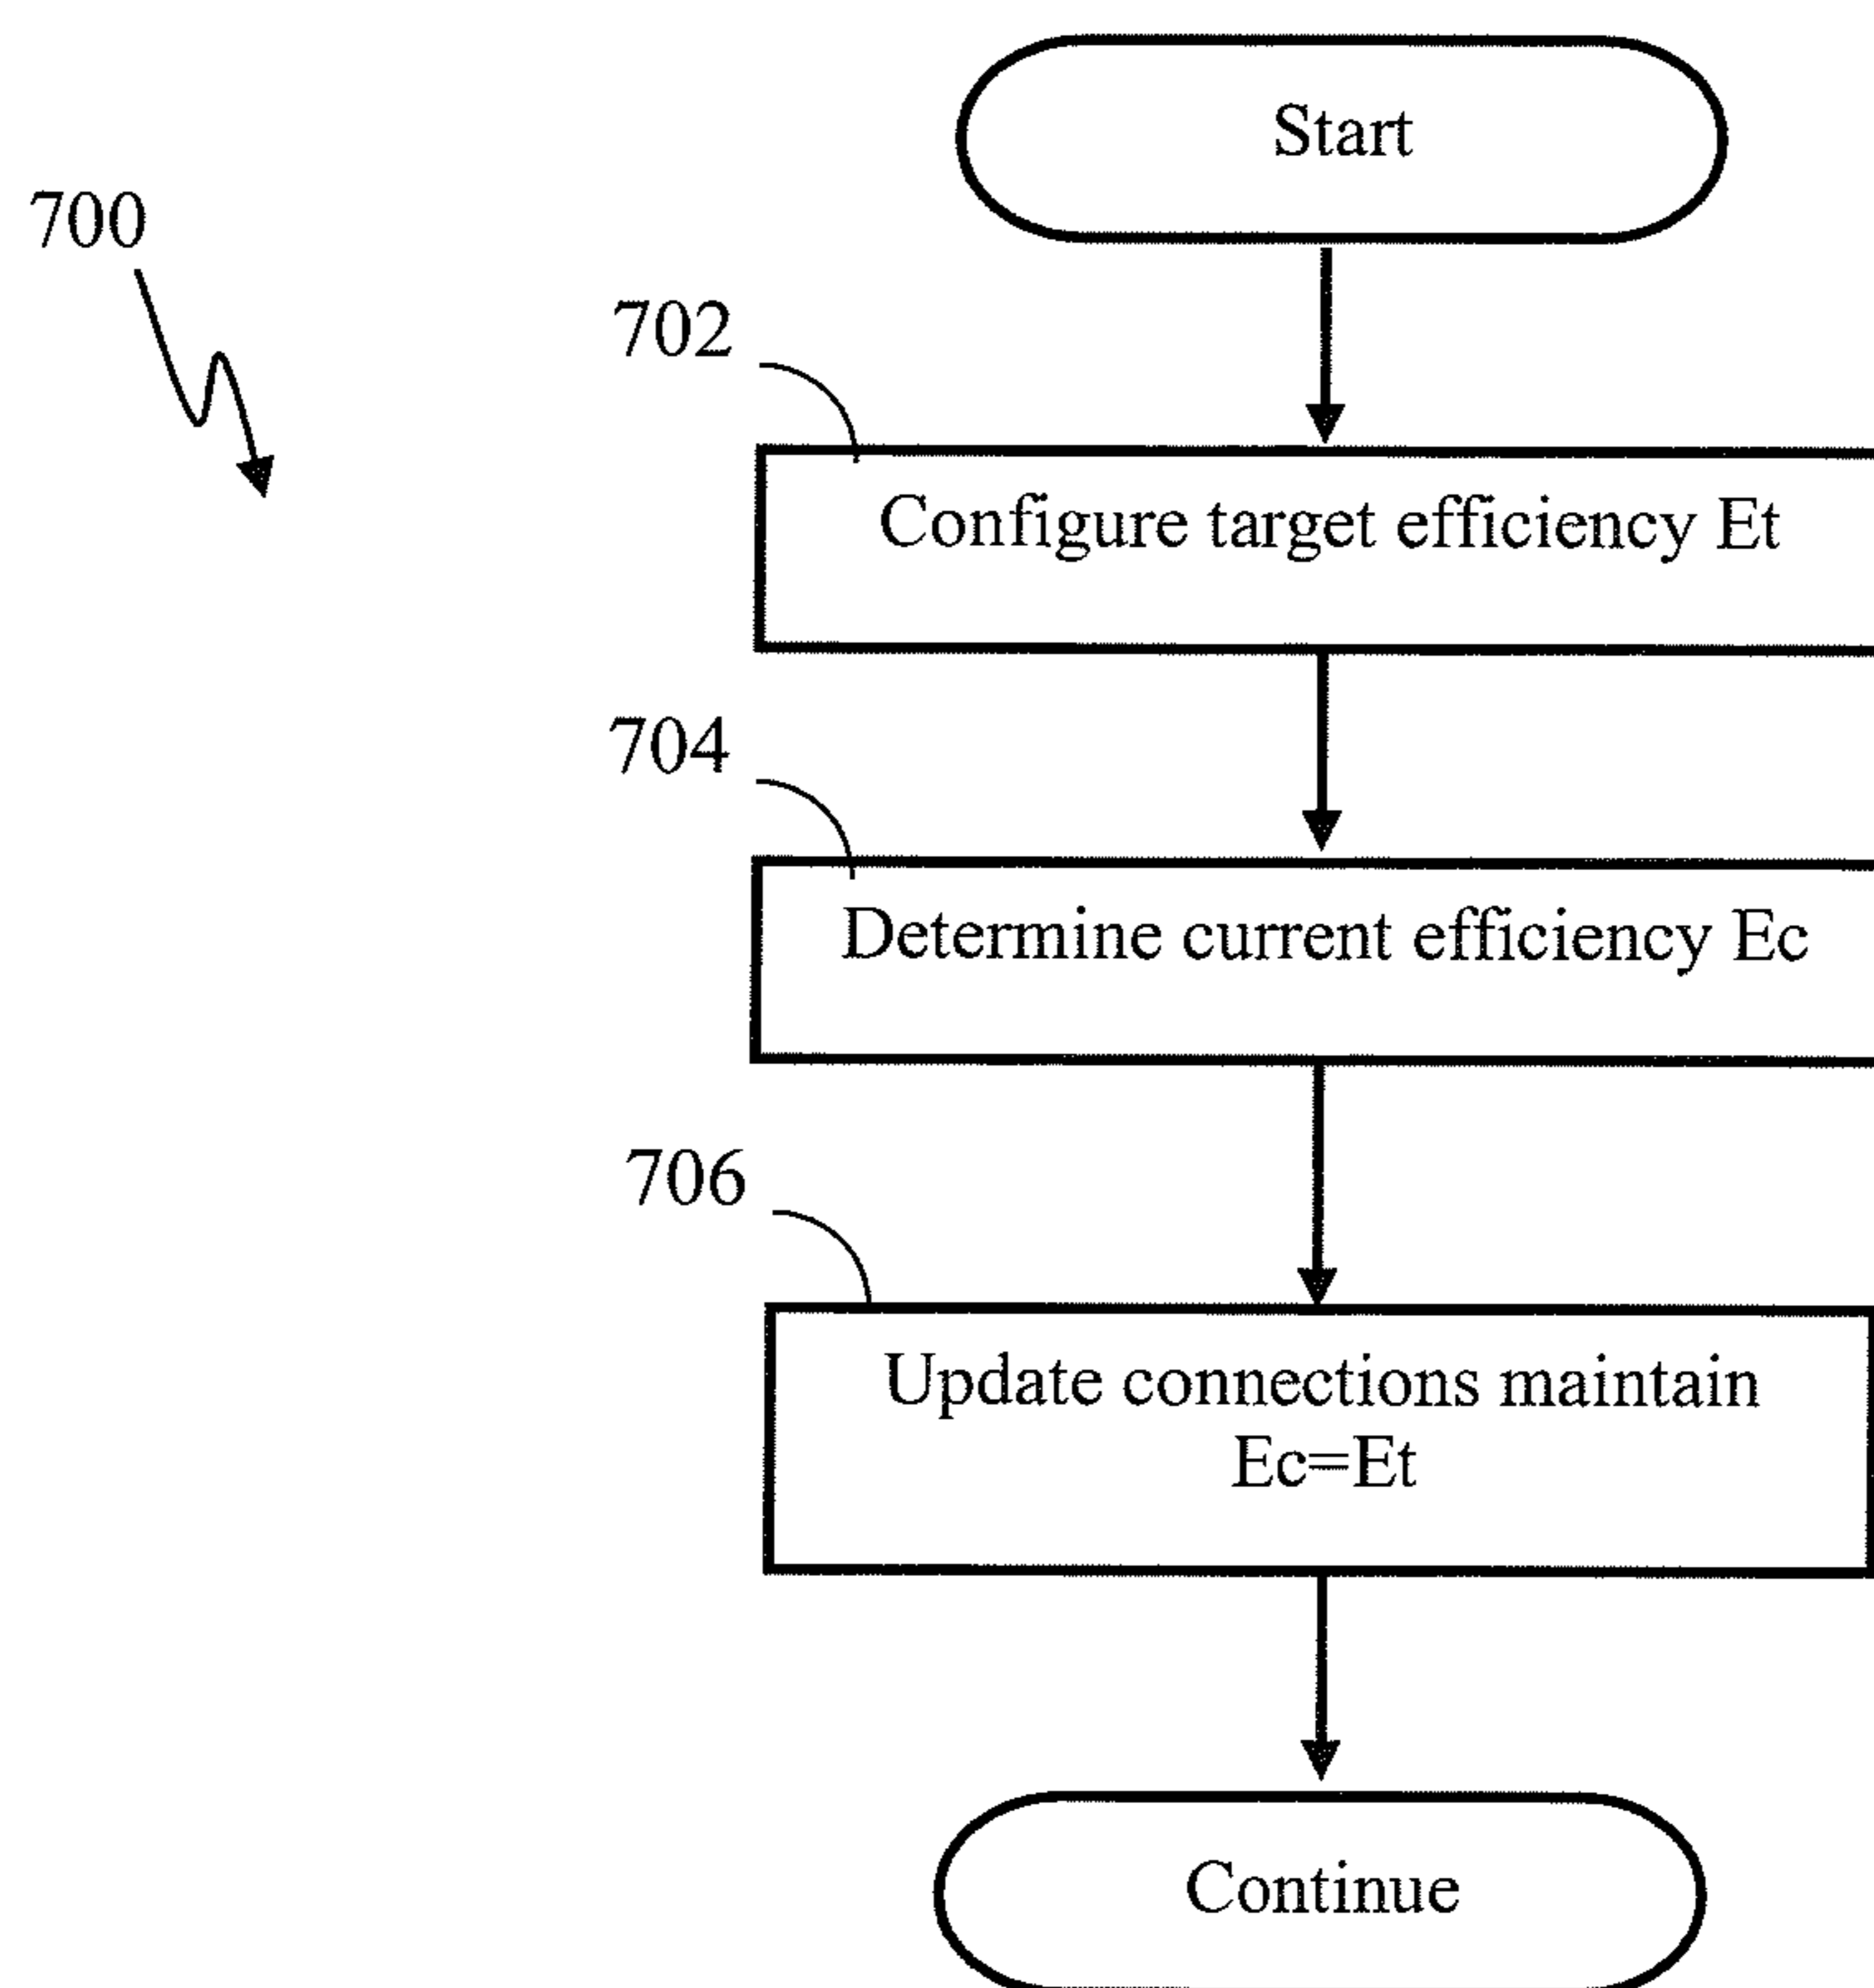 Start
700
702
Configure target efficiency Et
704
Determine current efficiency Ec
706
Update connections maintain
Ec=Et
Continue